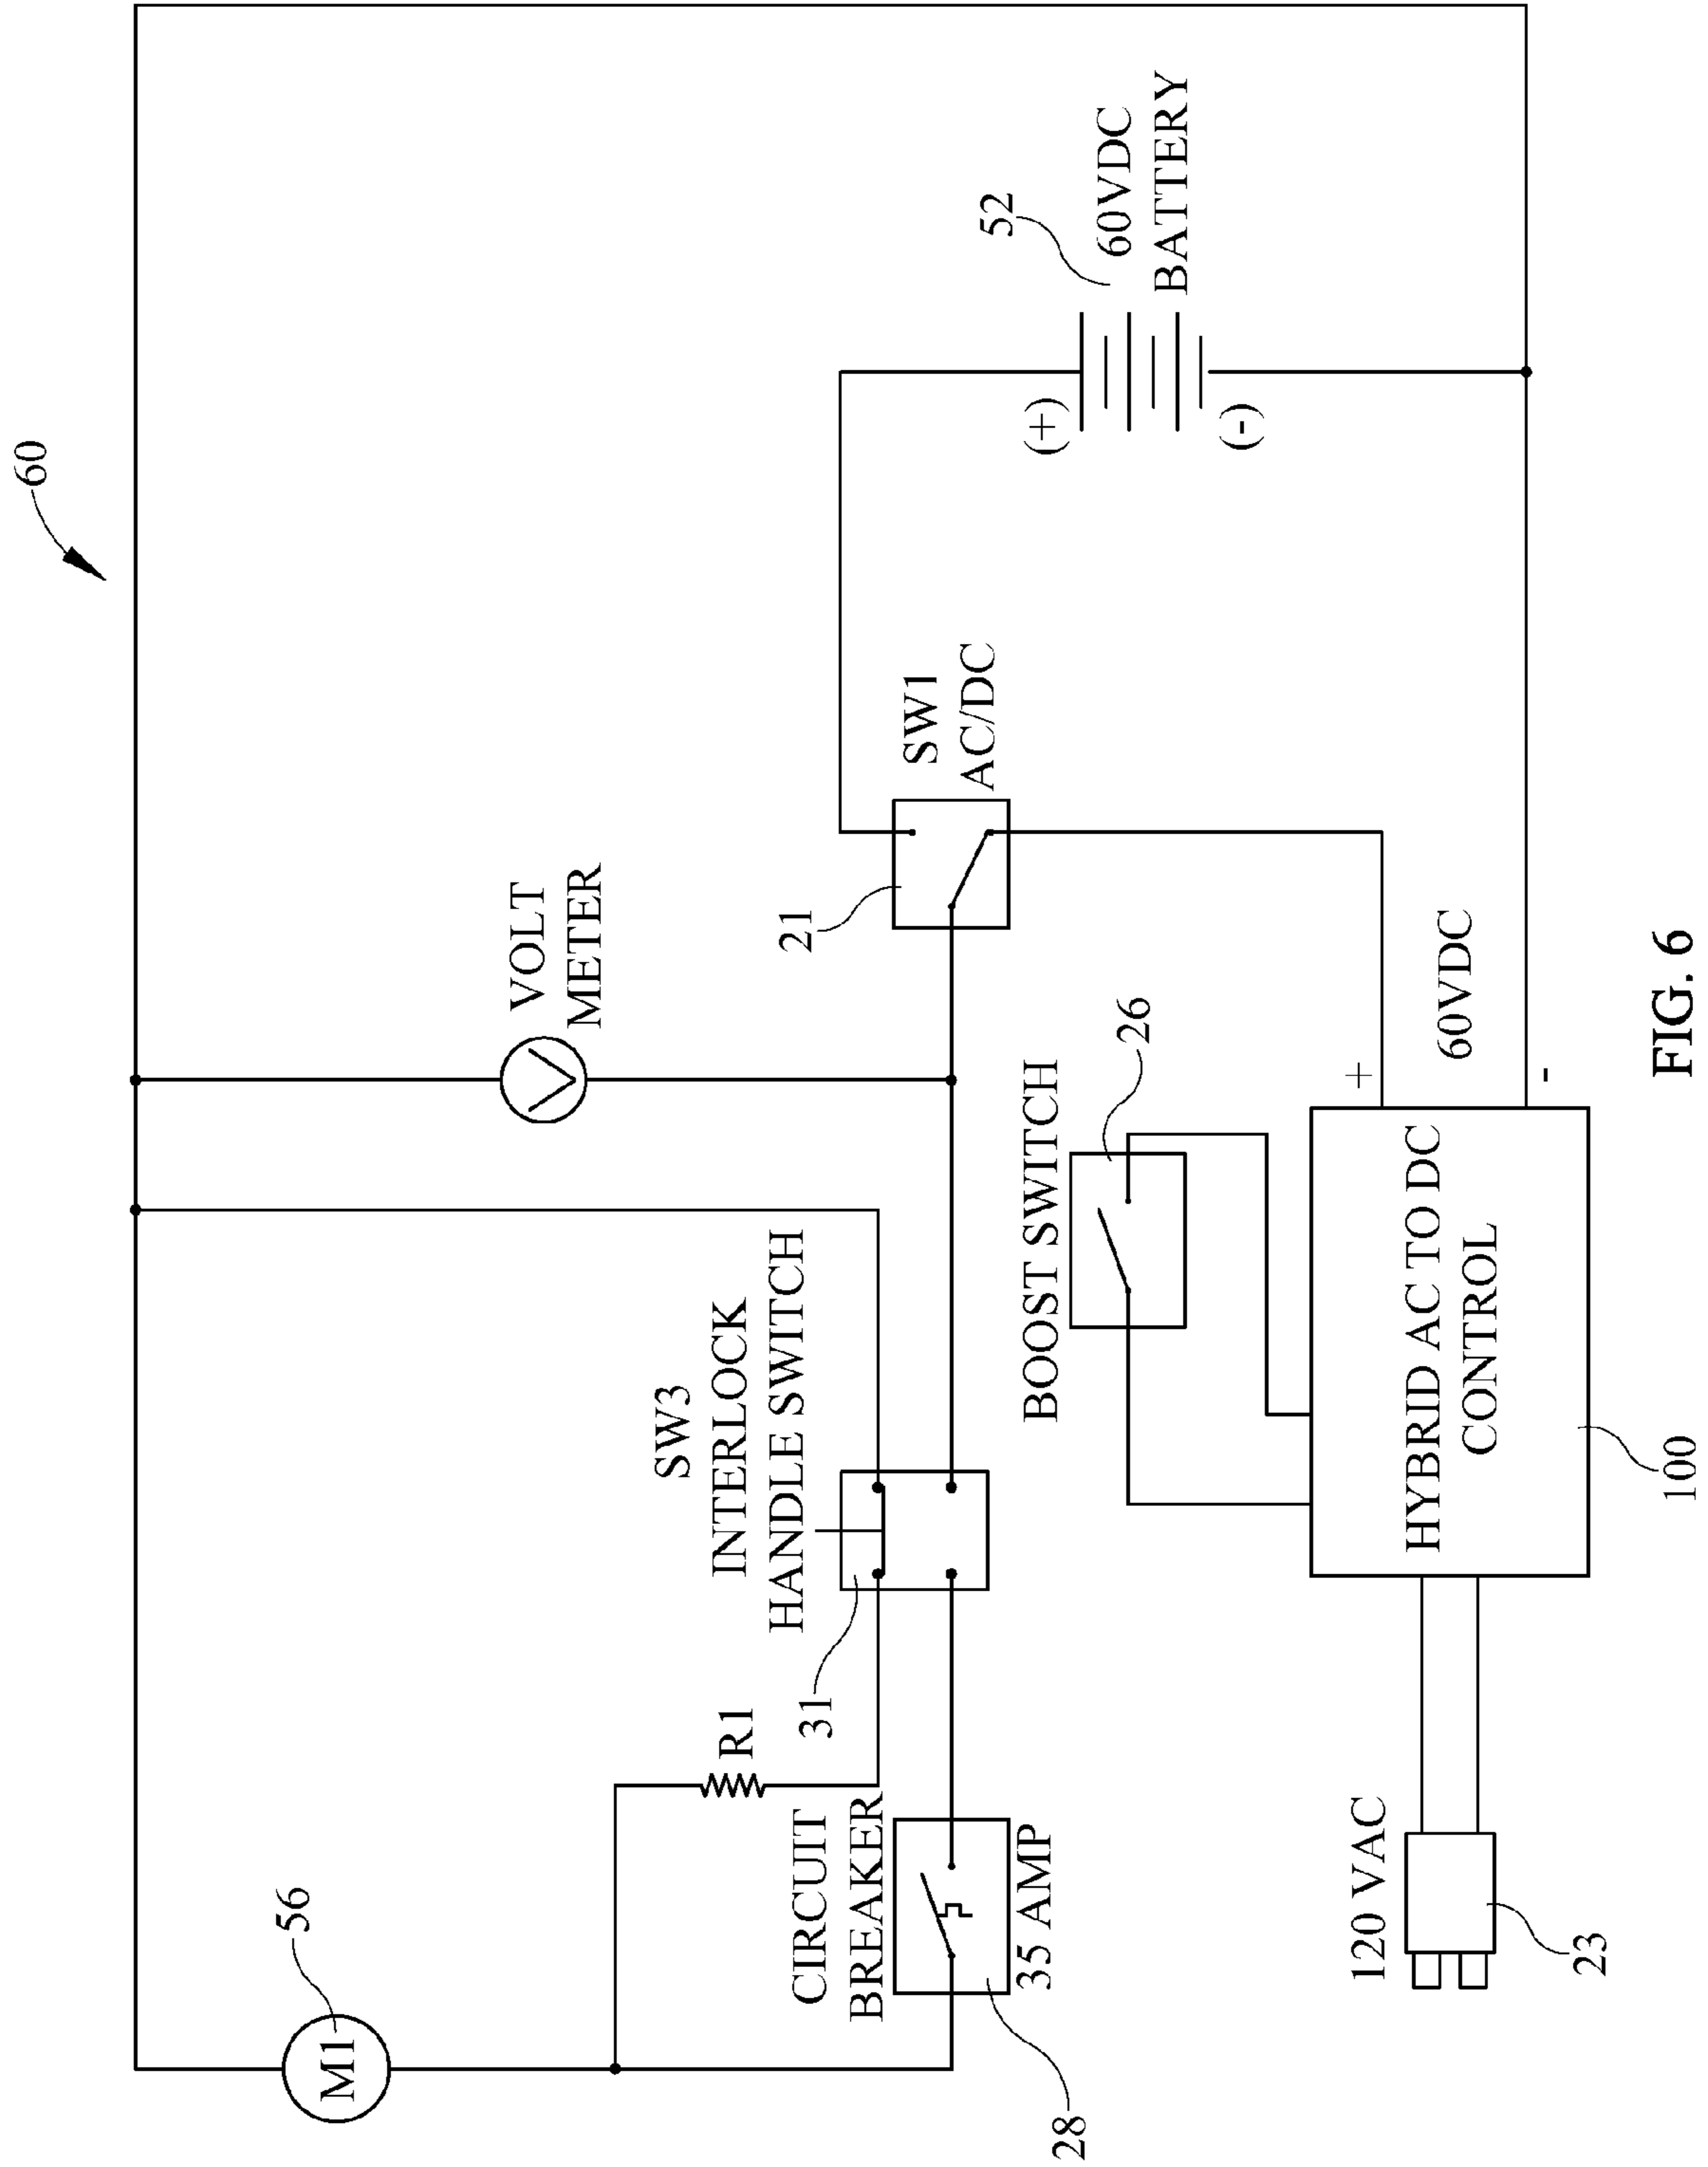 60
M1
56
R1
SW3
INTERLOCK
HANDLE SWITCH
31
VOLT
METER
CIRCUIT
BREAKER
35 AMP
28
21
SW1
AC/DC
52
60VDC
BATTERY
(+)
(-)
BOOST SWITCH
26
120 VAC
23
HYBRID AC TO DC
CONTROL
100
+
60VDC
-
FIG. 6